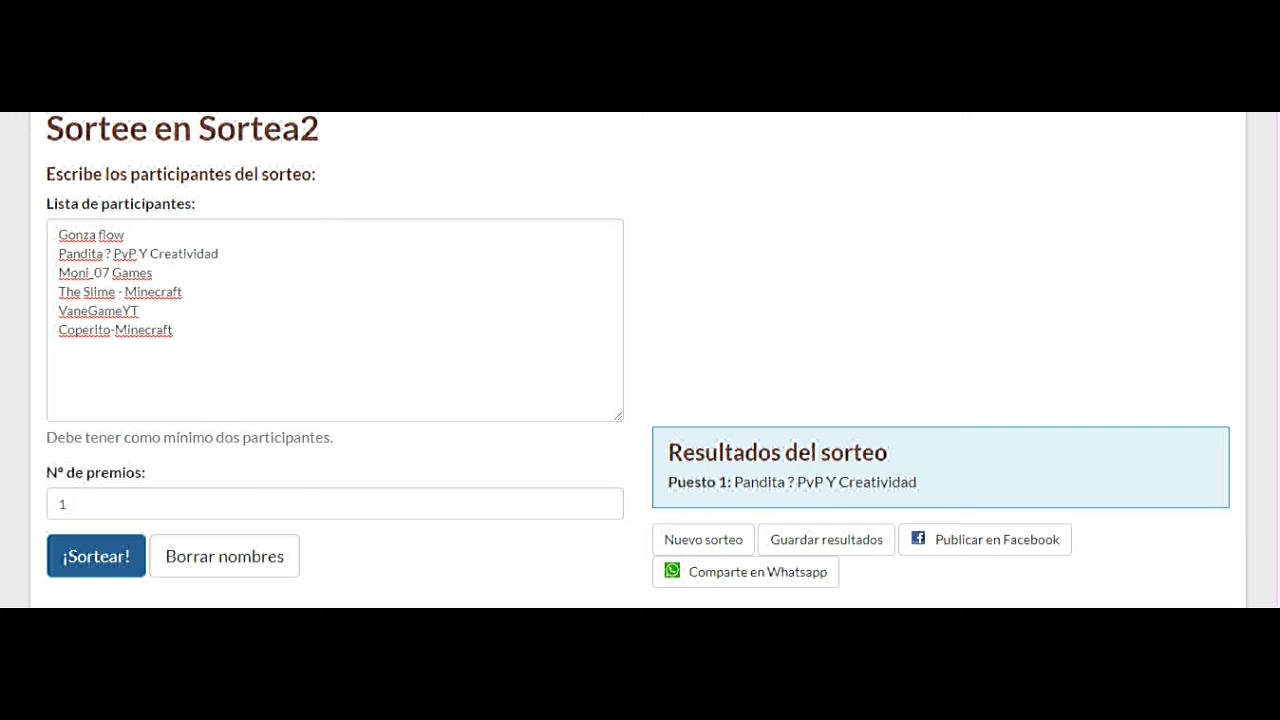 Sortee en Sortea2
Escribe los participantes del sorteo:
Lista de participantes:
Gonza flow
Pandita ? PvP Y Creatividad
Moni_07 Games
The Slime - Minecraft
VaneGameYT
Coperito-Minecraft
Debe tener como mínimo dos participantes.
Nº de premios:
1
¡Sortear!
Borrar nombres
Resultados del sorteo
Puesto 1: Pandita ? PvP Y Creatividad
Nuevo sorteo
Guardar resultados
Publicar en Facebook
Comparte en Whatsapp